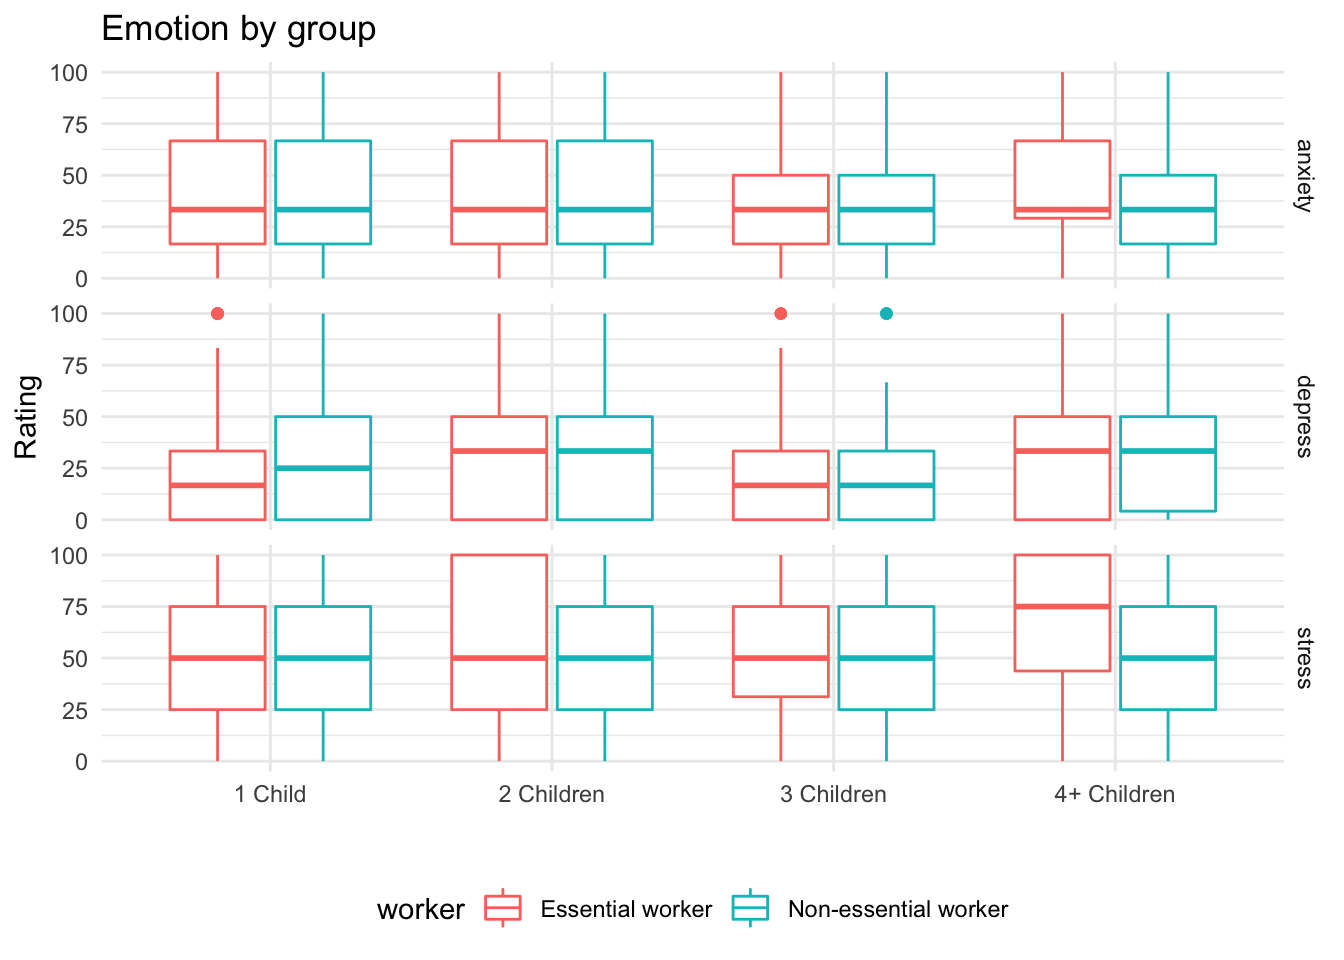 Emotion by group
100
75
50
25
0
anxiety
100
75
50
25
0
depress
100
75
50
25
0
stress
Rating
1 Child
2 Children
3 Children
4+ Children
worker
Essential worker
Non-essential worker